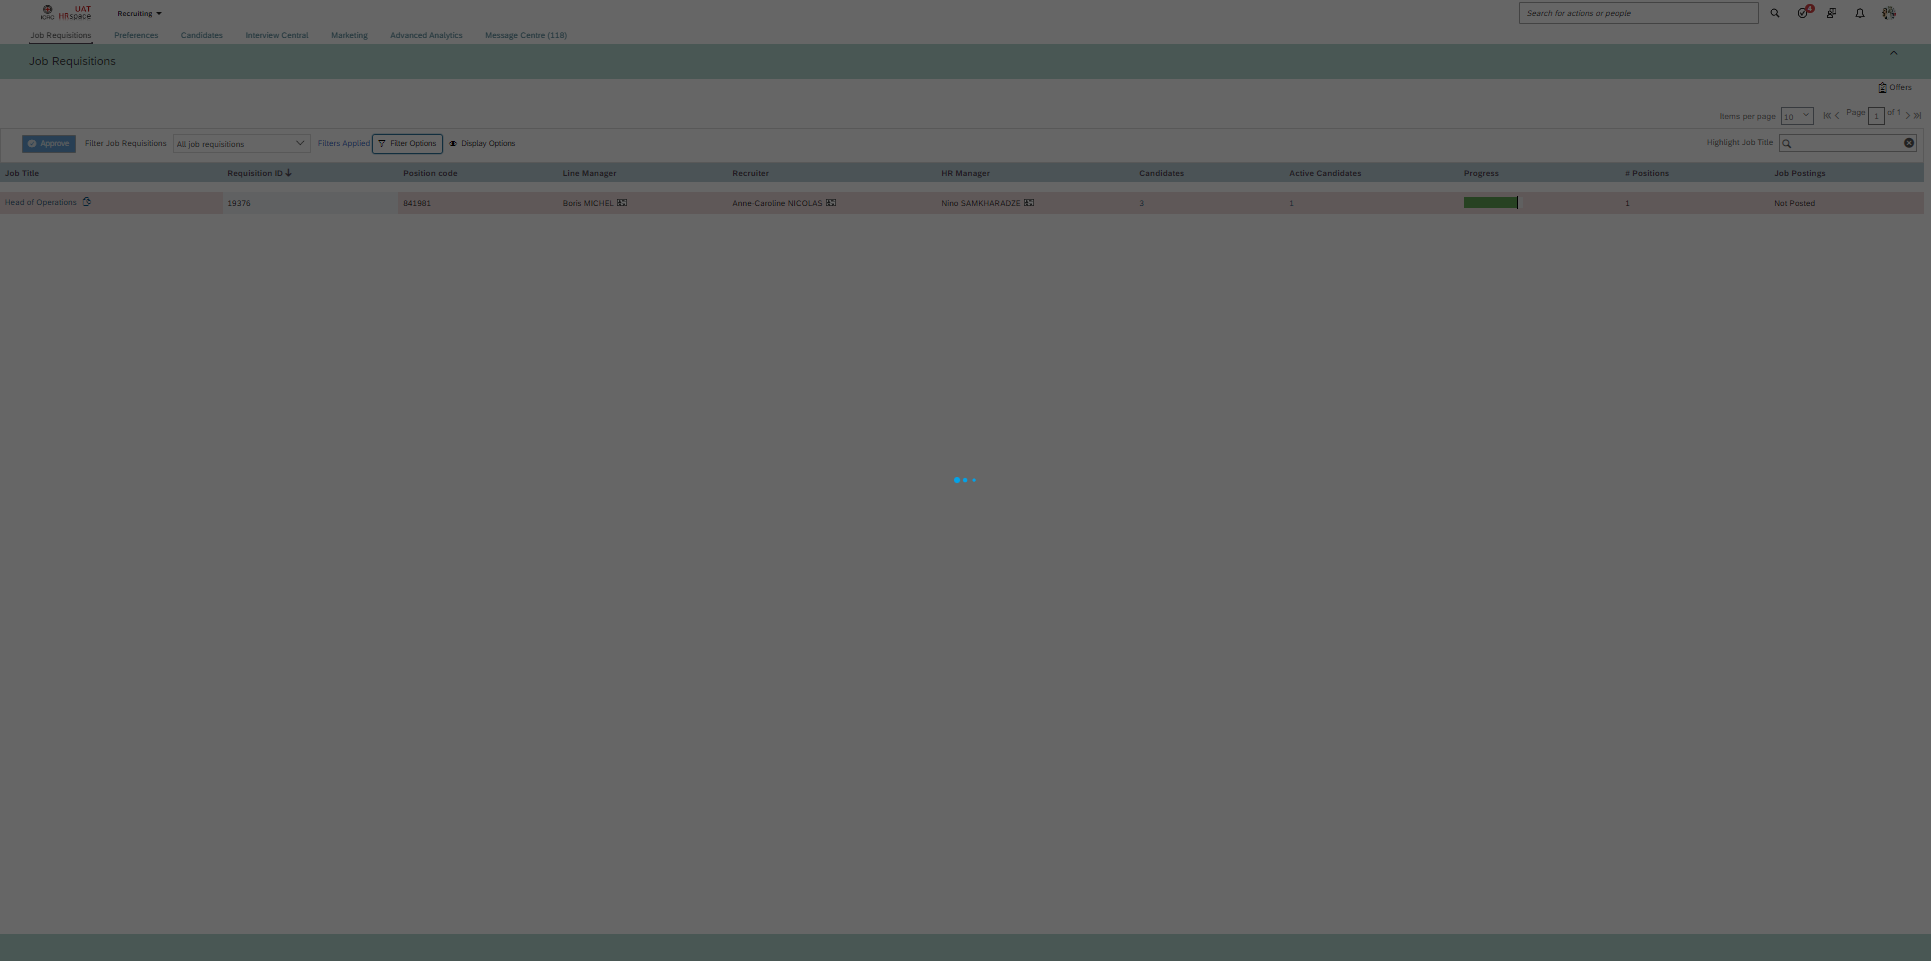 UAT
ICRC HRspace
Recruiting
Search for actions or people
4
Job Requisitions Preferences Candidates Interview Central Marketing Advanced Analytics Message Centre (118)
Job Requisitions
Offers
Items per page 10 Page 1 of 1
Approve Filter Job Requisitions All job requisitions Filters Applied Filter Options Display Options Highlight Job Title
Job Title Requisition ID Position code Line Manager Recruiter HR Manager Candidates Active Candidates Progress # Positions Job Postings
Head of Operations 19376 841981 Boris MICHEL Anne-Caroline NICOLAS Nino SAMKHARADZE 3 1 1 Not Posted